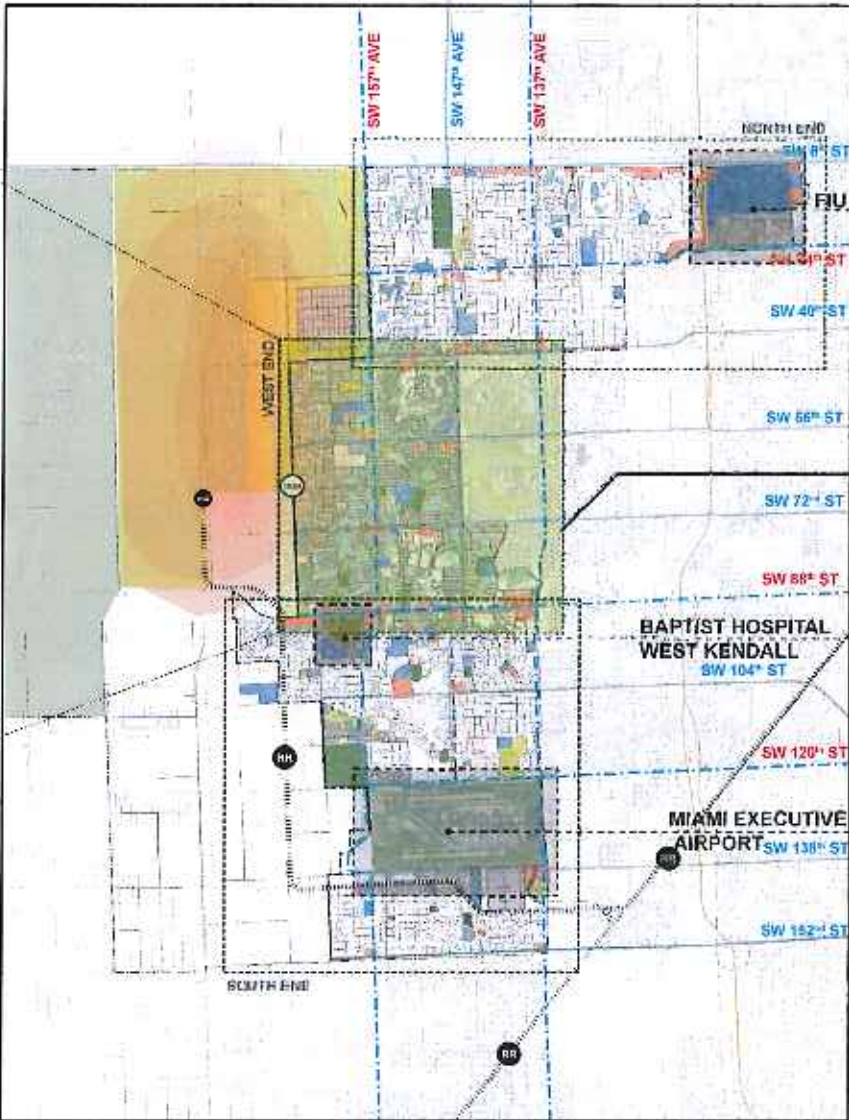 SW 157th AVE
SW 147th AVE
SW 137th AVE
NORTH END
SW 8th ST
FIU
ST
SW 40th ST
WEST END
SW 56th ST
SW 72nd ST
SW 88th ST
BAPTIST HOSPITAL
WEST KENDALL
SW 104th ST
RR
SW 120th ST
MIAMI EXECUTIVE
AIRPORT
SW 136th ST
RR
SW 152nd ST
SOUTH END
RR